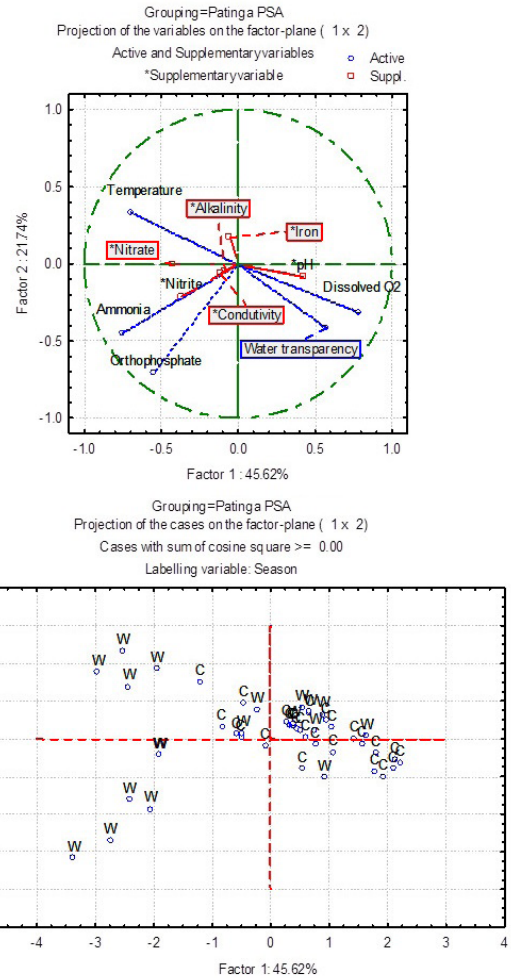 Grouping=Patinga PSA
Projection of the variables on the factor-plane ( 1 x 2)
Active and Supplementaryvariables
*Supplementaryvariable
Active
Suppl.
1.0
Temperature
*Alkalinity
0.5
*Iron
*Nitrate
*pH
0.0
Dissolved O2
*Nitrite
Ammonia
*Condutivity
-0.5
Water transparency
Orthophosphate
-1.0
Factor 2 : 21.74%
-1.0 -0.5 0.0 0.5 1.0
Factor 1 : 45.62%
Grouping=Patinga PSA
Projection of the cases on the factor-plane ( 1 x 2)
Cases with sum of cosine square >= 0.00
Labelling variable: Season
W
W W
W C
C W W C
C C C C
C C W C W
C C C C
C C C
W C W C C
W W
W
W
-4 -3 -2 -1 0 1 2 3 4
Factor 1: 45.62%